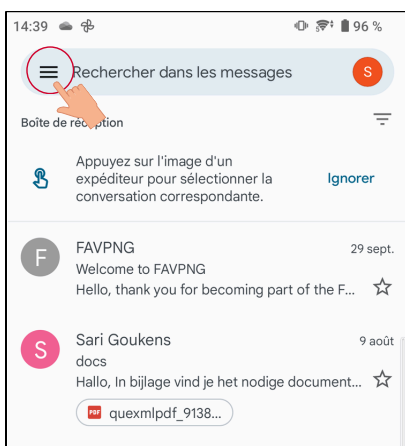 14:39 96 %
Rechercher dans les messages S
Boîte de réception
Appuyez sur l'image d'un
expéditeur pour sélectionner la
conversation correspondante.
Ignorer
F FAVPNG 29 sept.
Welcome to FAVPNG
Hello, thank you for becoming part of the F...
S Sari Goukens 9 août
docs
Hallo, In bijlage vind je het nodige document...
PDF quexmlpdf_9138...